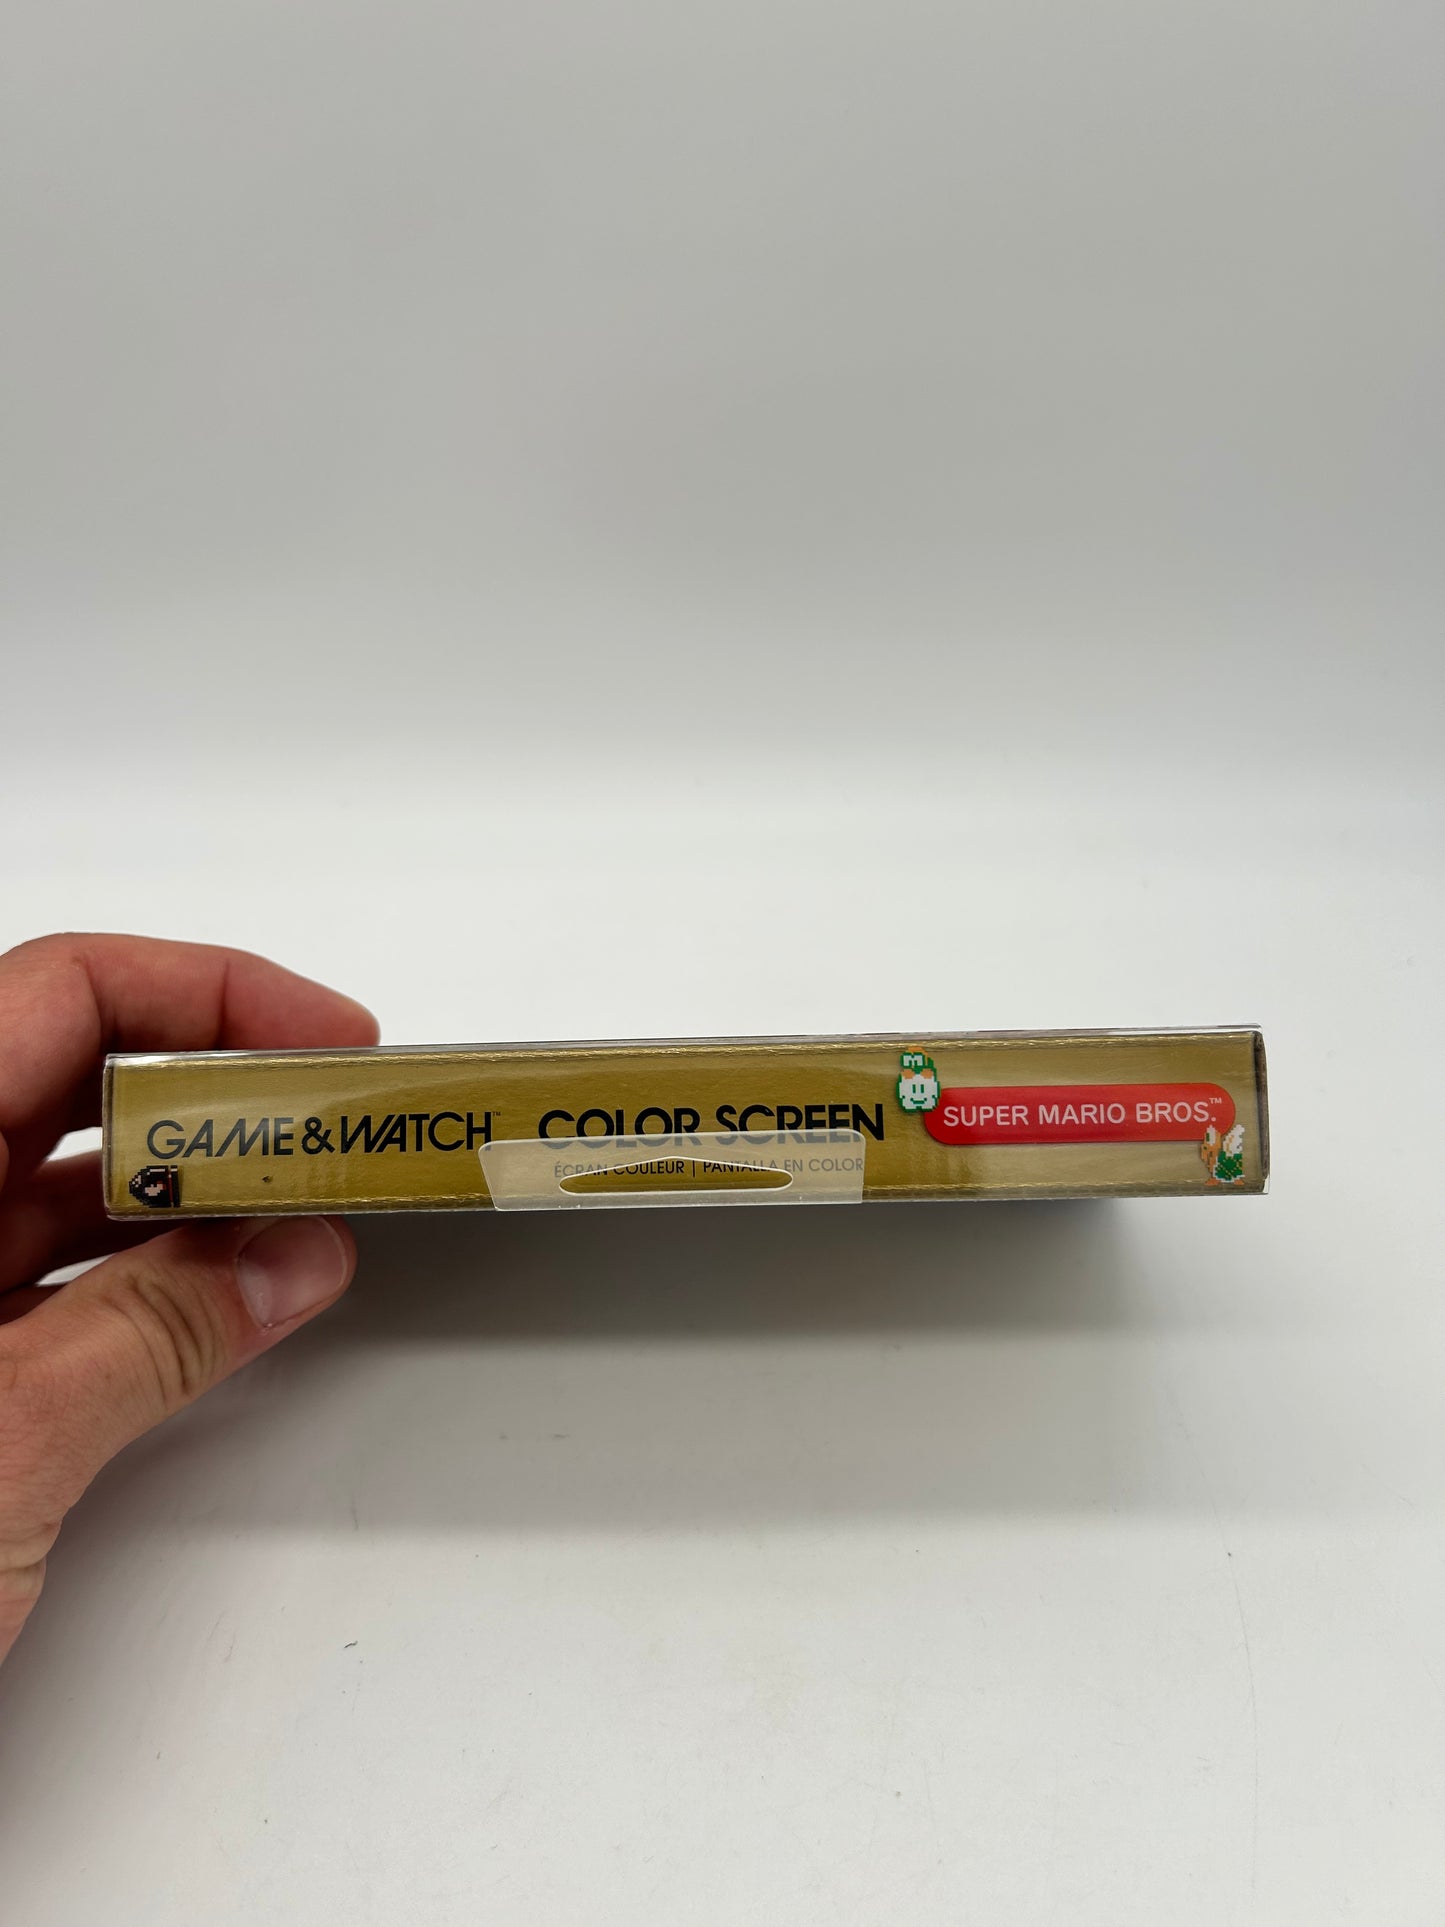 GAME & WATCH™ COLOR SCREEN
ÉCRAN COULEUR | PANTALLA EN COLOR
SUPER MARIO BROS.™